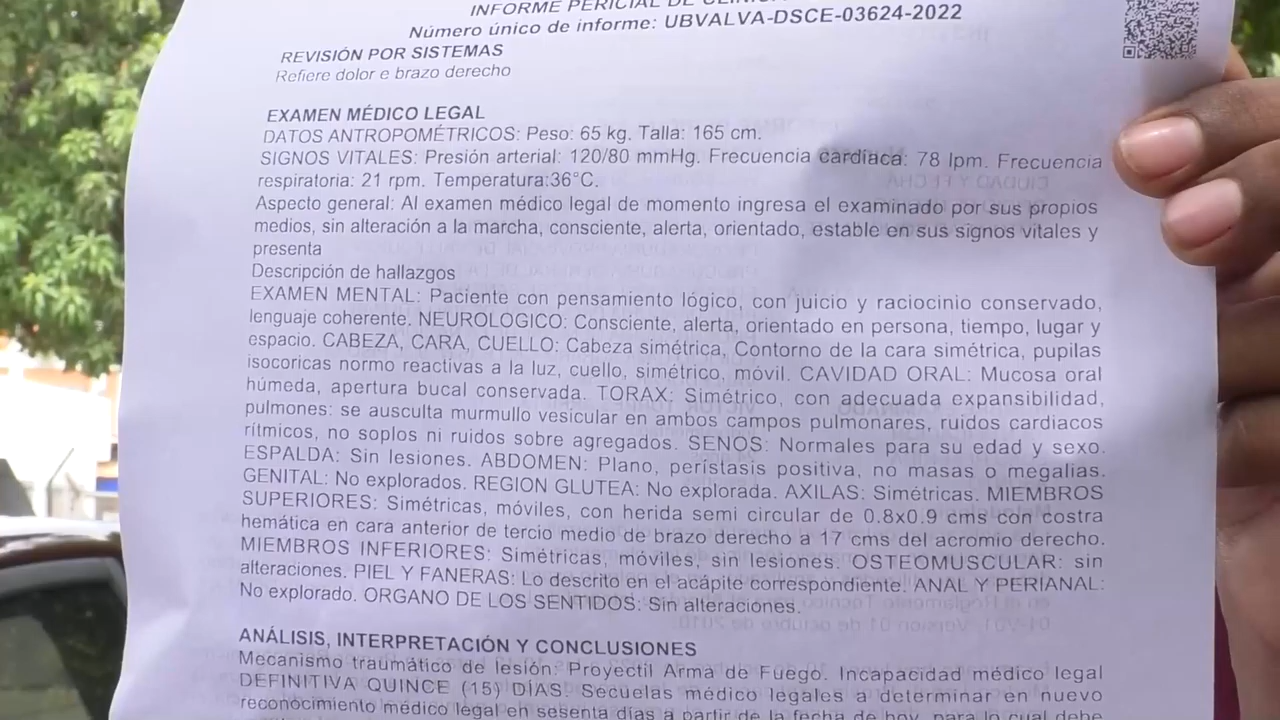 INFORME PERICIAL DE CLÍNICA
Número único de informe: UBVALVA-DSCE-03624-2022
REVISIÓN POR SISTEMAS
Refiere dolor e brazo derecho
EXAMEN MÉDICO LEGAL
DATOS ANTROPOMÉTRICOS: Peso: 65 kg. Talla: 165 cm.
SIGNOS VITALES: Presión arterial: 120/80 mmHg. Frecuencia cardíaca: 78 lpm. Frecuencia
respiratoria: 21 rpm. Temperatura:36°C.
Aspecto general: Al examen médico legal de momento ingresa el examinado por sus propios
medios, sin alteración a la marcha, consciente, alerta, orientado, estable en sus signos vitales y
presenta
Descripción de hallazgos
EXAMEN MENTAL: Paciente con pensamiento lógico, con juicio y raciocinio conservado,
lenguaje coherente. NEUROLOGICO: Consciente, alerta, orientado en persona, tiempo, lugar y
espacio. CABEZA, CARA, CUELLO: Cabeza simétrica, Contorno de la cara simétrica, pupilas
isocoricas normo reactivas a la luz, cuello, simétrico, móvil. CAVIDAD ORAL: Mucosa oral
húmeda, apertura bucal conservada. TORAX: Simétrico, con adecuada expansibilidad,
pulmones: se ausculta murmullo vesicular en ambos campos pulmonares, ruidos cardiacos
rítmicos, no soplos ni ruidos sobre agregados. SENOS: Normales para su edad y sexo.
ESPALDA: Sin lesiones. ABDOMEN: Plano, perístasis positiva, no masas o megalias.
GENITAL: No explorados. REGION GLUTEA: No explorada. AXILAS: Simétricas. MIEMBROS
SUPERIORES: Simétricas, móviles, con herida semi circular de 0.8x0.9 cms con costra
hemática en cara anterior de tercio medio de brazo derecho a 17 cms del acromio derecho.
MIEMBROS INFERIORES: Simétricas, móviles, sin lesiones. OSTEOMUSCULAR: sin
alteraciones. PIEL Y FANERAS: Lo descrito en el acápite correspondiente. ANAL Y PERIANAL:
No explorado. ORGANO DE LOS SENTIDOS: Sin alteraciones.
ANÁLISIS, INTERPRETACIÓN Y CONCLUSIONES
Mecanismo traumático de lesión: Proyectil Arma de Fuego. Incapacidad médico legal
DEFINITIVA QUINCE (15) DÍAS. Secuelas médico legales a determinar en nuevo
reconocimiento médico legal en sesenta días a partir de la fecha de hoy, para lo cual debe